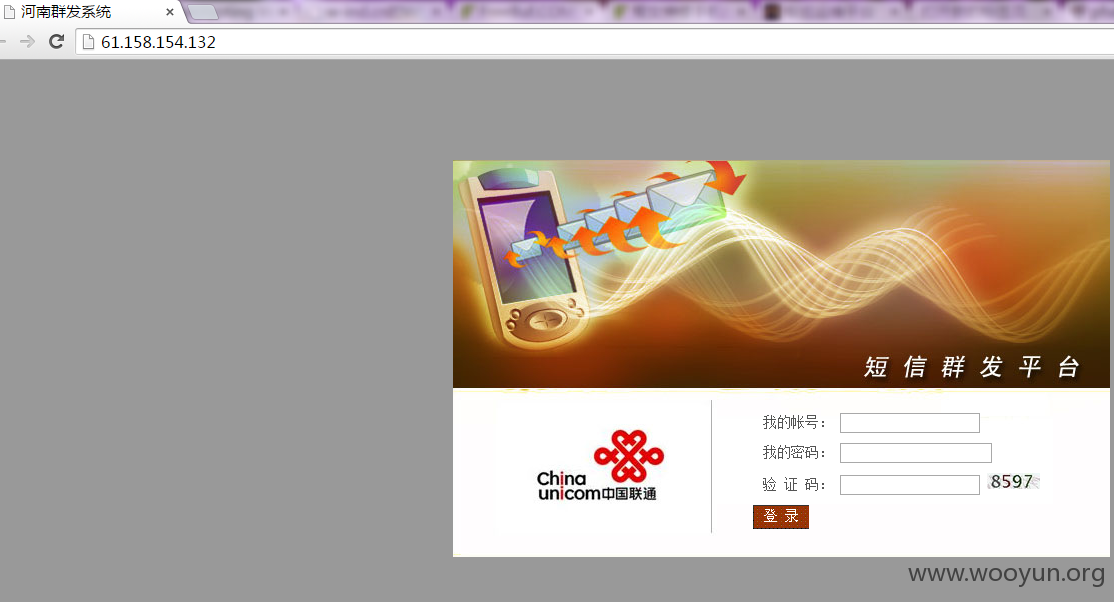 河南群发系统
61.158.154.132
短信群发平台
我的帐号：
我的密码：
验 证 码： 8597
China
unicom中国联通
登 录
www.wooyun.org